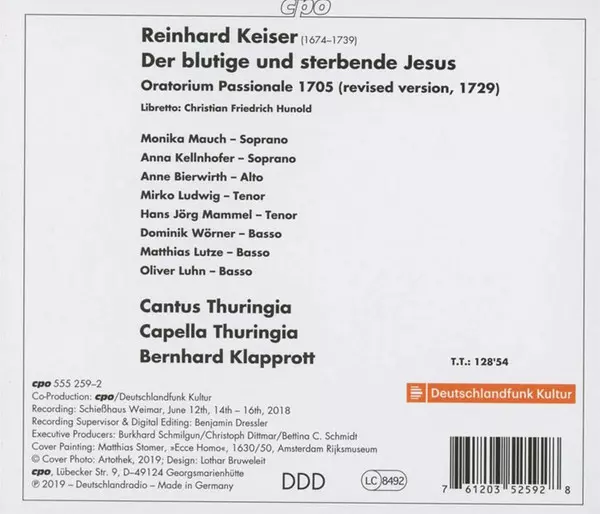 cpo
Reinhard Keiser (1674–1739)
Der blutige und sterbende Jesus
Oratorium Passionale 1705 (revised version, 1729)
Libretto: Christian Friedrich Hunold
Monika Mauch – Soprano
Anna Kellnhofer – Soprano
Anne Bierwirth – Alto
Mirko Ludwig – Tenor
Hans Jörg Mammel – Tenor
Dominik Wörner – Basso
Matthias Lutze – Basso
Oliver Luhn – Basso
Cantus Thuringia
Capella Thuringia
Bernhard Klapprott
T.T.: 128'54
cpo 555 259–2
Co-Production: cpo/Deutschlandfunk Kultur
Recording: Schießhaus Weimar, June 12th, 14th – 16th, 2018
Recording Supervisor & Digital Editing: Benjamin Dressler
Executive Producers: Burkhard Schmilgun/Christoph Dittmar/Bettina C. Schmidt
Cover Painting: Matthias Stomer, »Ecce Homo«, 1630/50, Amsterdam Rijksmuseum
© Cover Photo: Artothek, 2019; Design: Lothar Bruweleit
cpo, Lübecker Str. 9, D–49124 Georgsmarienhütte
℗ 2019 – Deutschlandradio – Made in Germany
Deutschlandfunk Kultur
DDD
LC 8492
7 61203 52592 8